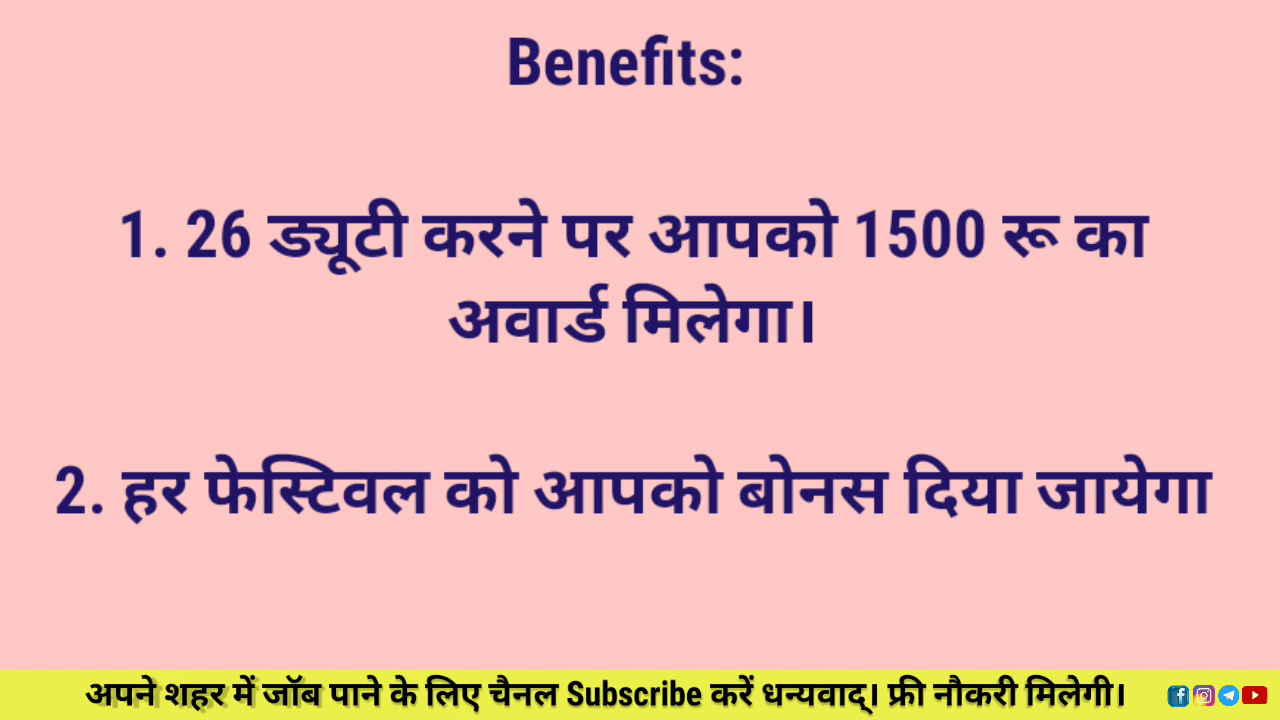 Benefits:
1. 26 ड्यूटी करने पर आपको 1500 रू का
अवार्ड मिलेगा।
2. हर फेस्टिवल को आपको बोनस दिया जायेगा
अपने शहर में जॉब पाने के लिए चैनल Subscribe करें धन्यवाद्। फ्री नौकरी मिलेगी।